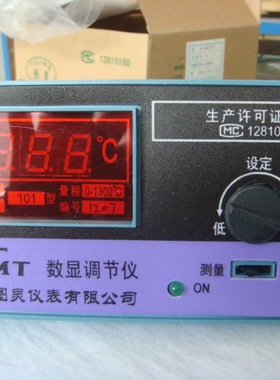 12810160
生产许可证
MC 12810
888 °C
101 型
量程 0-1300℃
编号
设定
低
MT 数显调节仪
测量
ON
图灵仪表有限公司